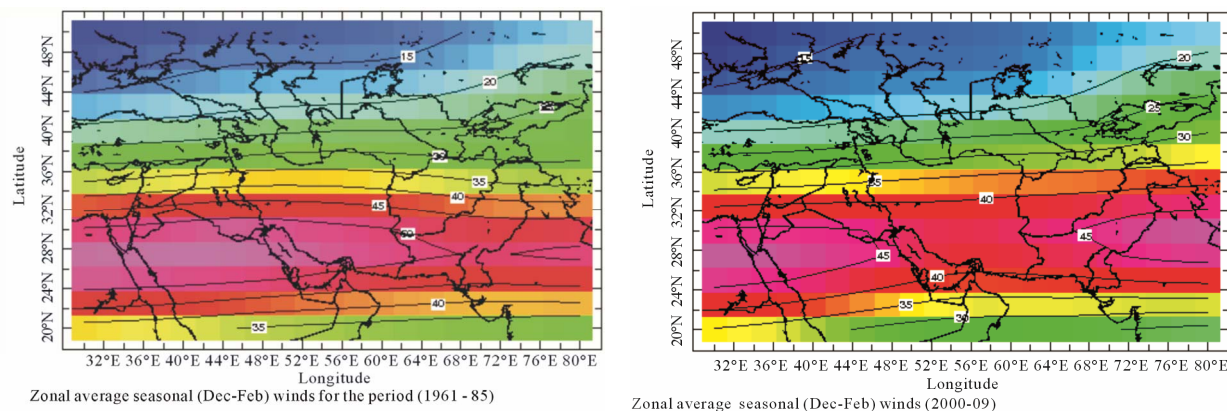 48°N
44°N
40°N
36°N
32°N
28°N
24°N
20°N
Latitude
15
20
25
30
35
40
45
50
40
35
32°E 36°E 40°E 44°E 48°E 52°E 56°E 60°E 64°E 68°E 72°E 76°E 80°E
Longitude
Zonal average seasonal (Dec-Feb) winds for the period (1961 - 85)
48°N
44°N
40°N
36°N
32°N
28°N
24°N
20°N
Latitude
15
20
25
30
35
40
45
45
40
35
30
32°E 36°E 40°E 44°E 48°E 52°E 56°E 60°E 64°E 68°E 72°E 76°E 80°E
Longitude
Zonal average seasonal (Dec-Feb) winds (2000-09)